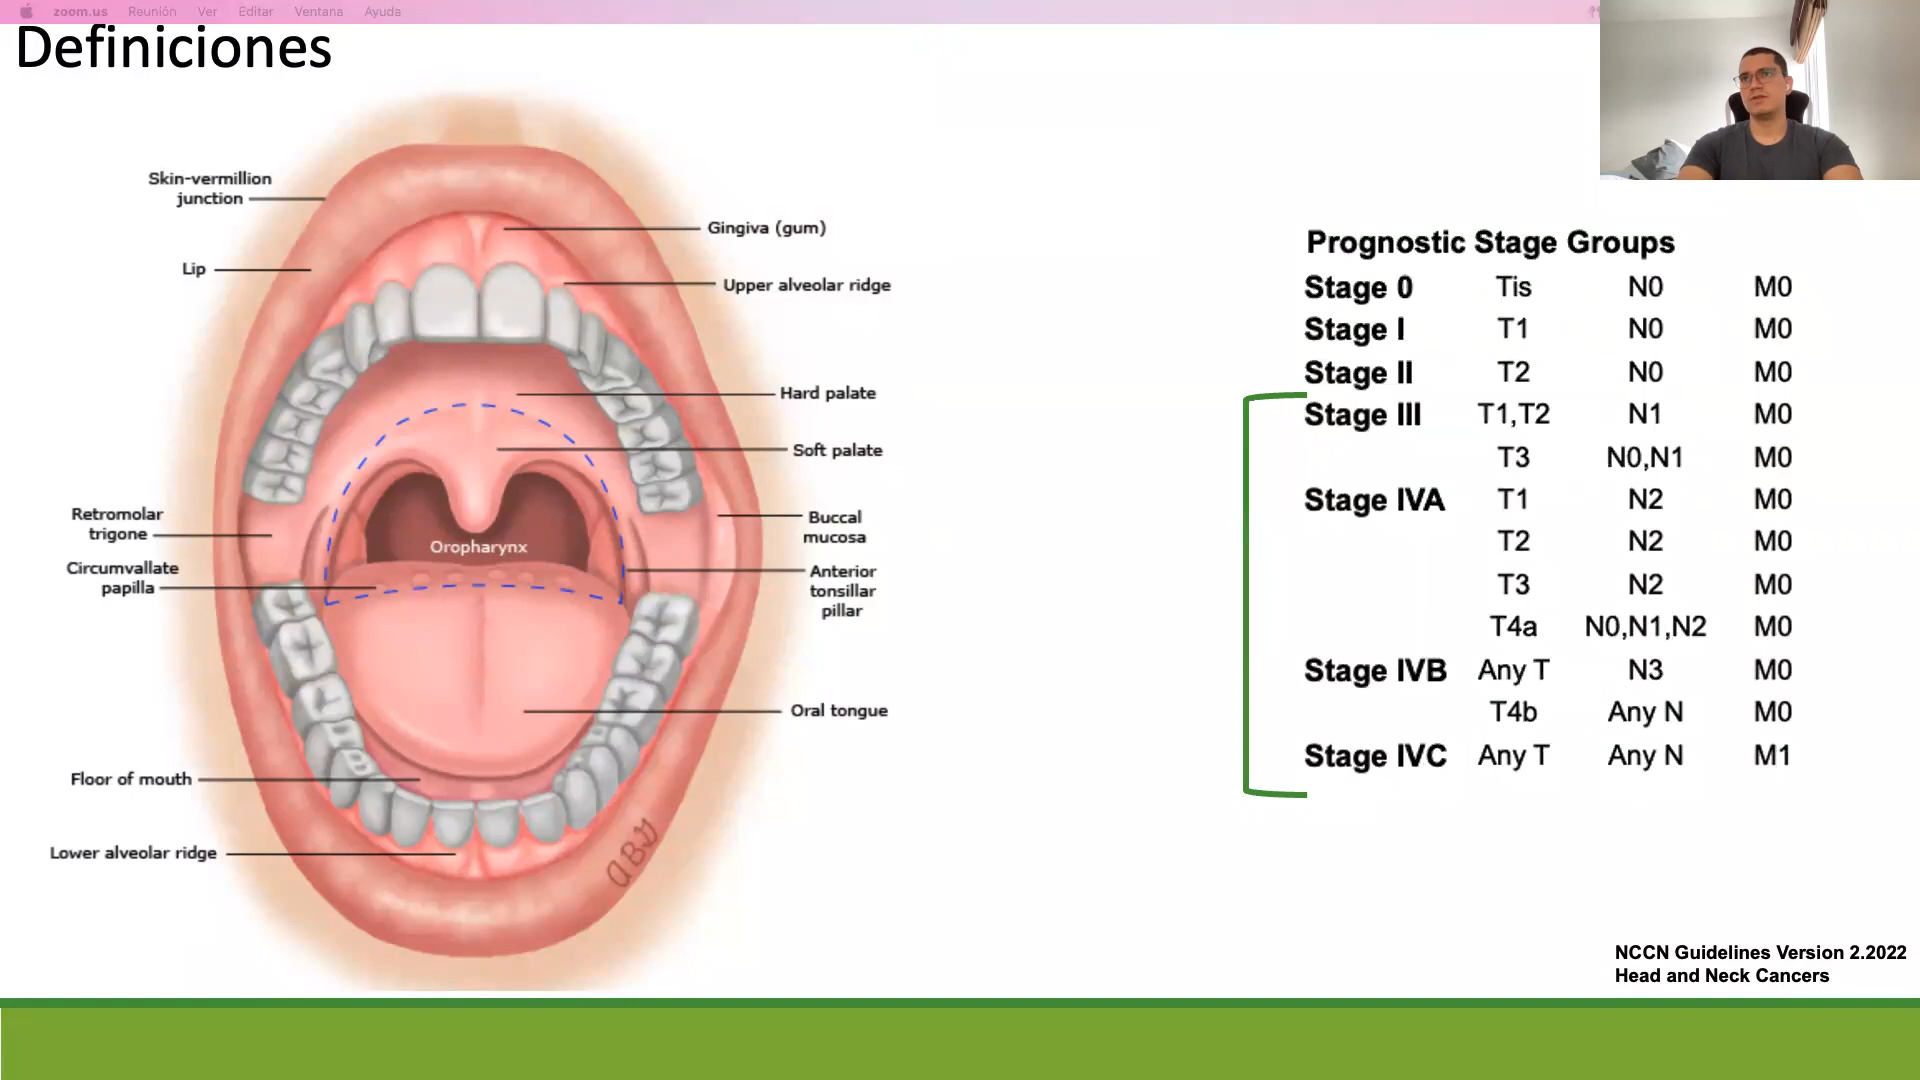 zoom.us Reunión Ver Editar Ventana Ayuda
Definiciones
Skin-vermillion
junction
Lip
Retromolar
trigone
Circumvallate
papilla
Floor of mouth
Lower alveolar ridge
Gingiva (gum)
Upper alveolar ridge
Hard palate
Soft palate
Oropharynx
Buccal
mucosa
Anterior
tonsillar
pillar
Oral tongue
Prognostic Stage Groups
Stage 0 Tis N0 M0
Stage I T1 N0 M0
Stage II T2 N0 M0
Stage III T1,T2 N1 M0
T3 N0,N1 M0
Stage IVA T1 N2 M0
T2 N2 M0
T3 N2 M0
T4a N0,N1,N2 M0
Stage IVB Any T N3 M0
T4b Any N M0
Stage IVC Any T Any N M1
NCCN Guidelines Version 2.2022
Head and Neck Cancers